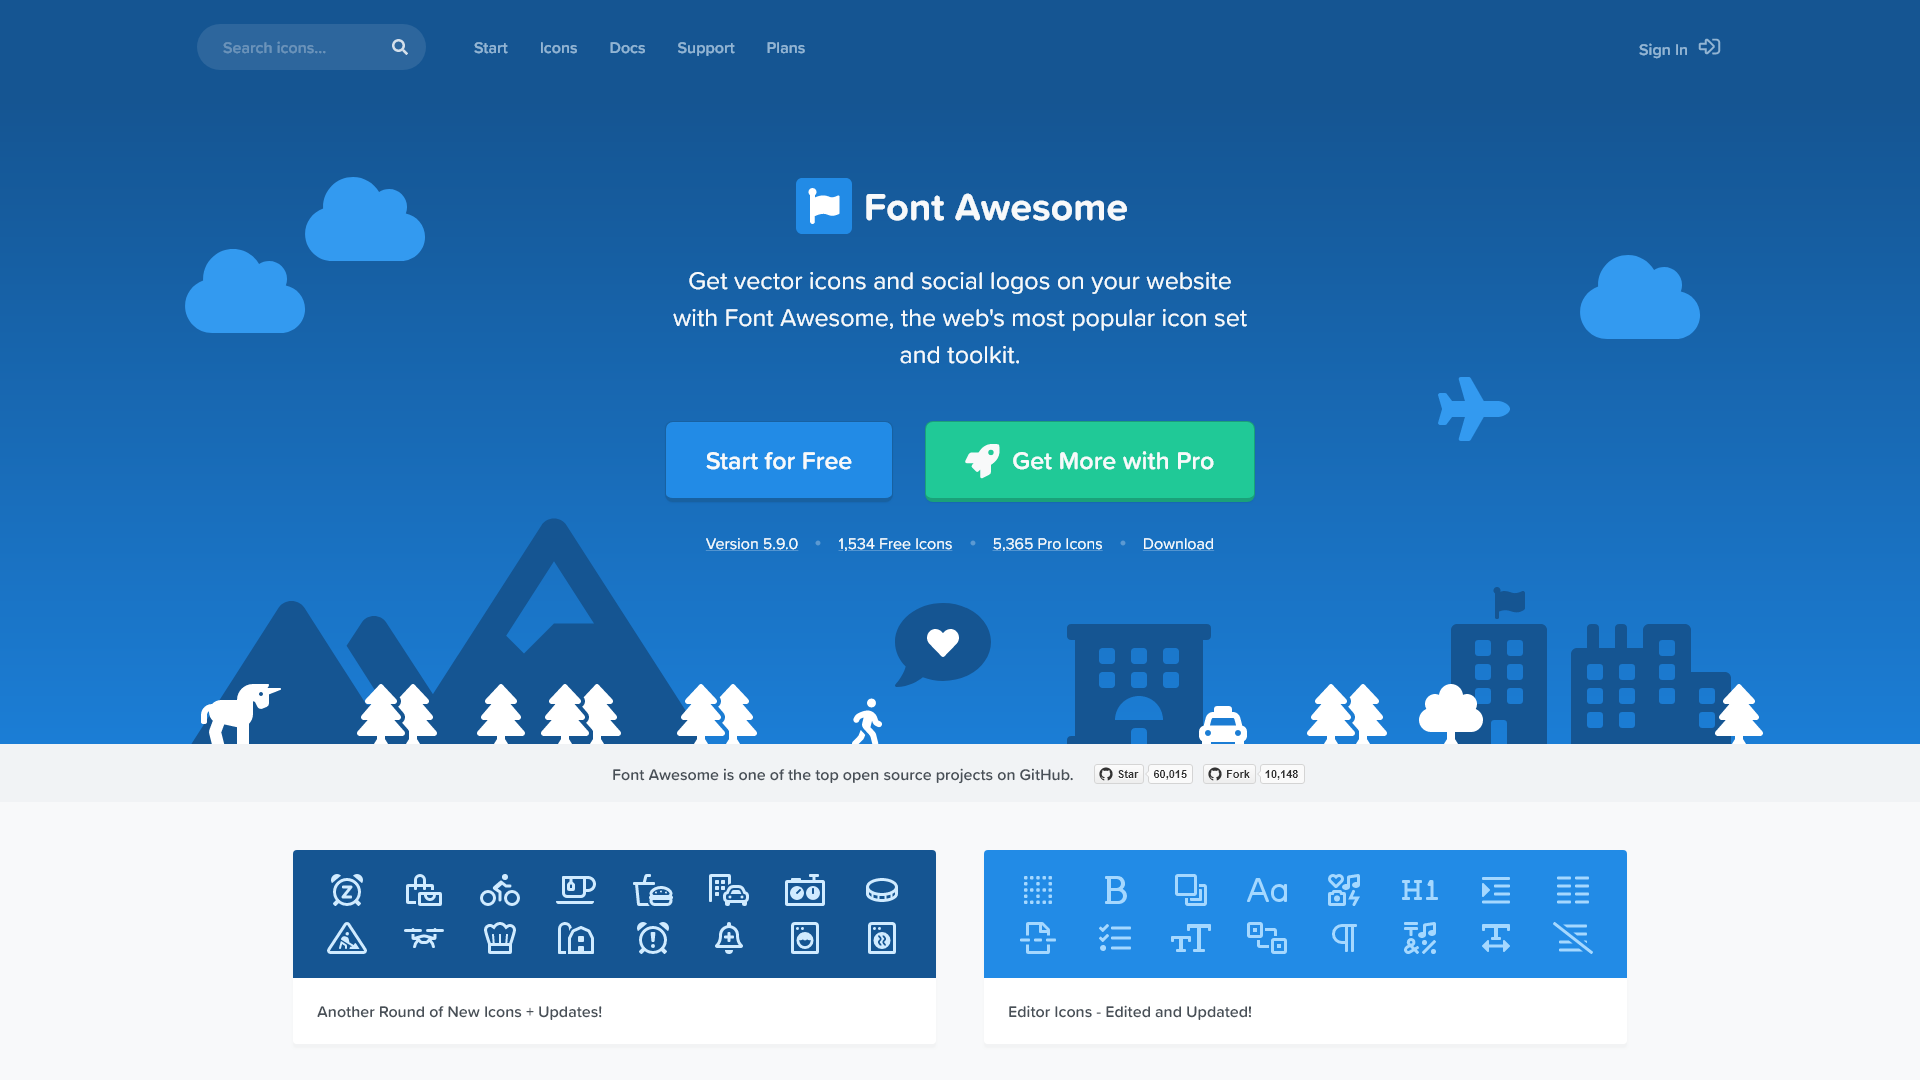 Search icons...
Start
Icons
Docs
Support
Plans
Sign In
Font Awesome
Get vector icons and social logos on your website
with Font Awesome, the web's most popular icon set
and toolkit.
Start for Free
Get More with Pro
Version 5.9.0
1,534 Free Icons
5,365 Pro Icons
Download
Font Awesome is one of the top open source projects on GitHub.
Star
60,015
Fork
10,148
B
Aa
H1
Another Round of New Icons + Updates!
Editor Icons - Edited and Updated!